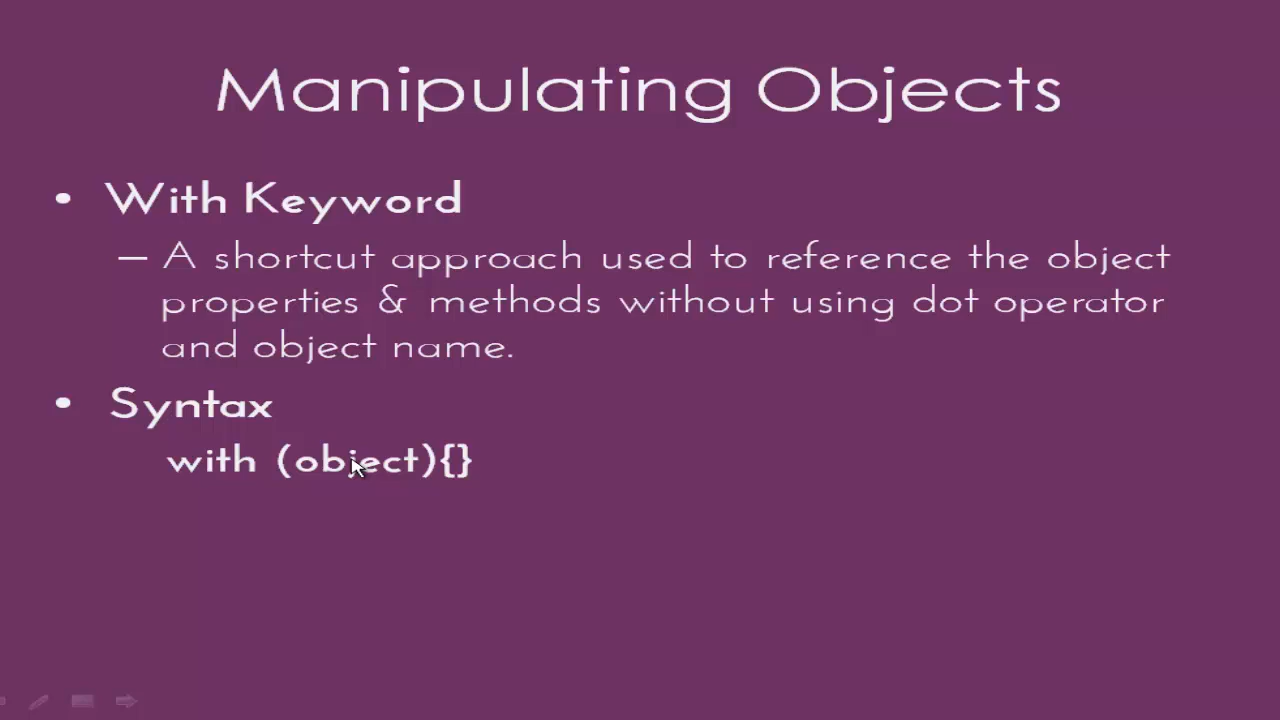 Manipulating Objects
• With Keyword
– A shortcut approach used to reference the object
properties & methods without using dot operator
and object name.
• Syntax
with (object){}